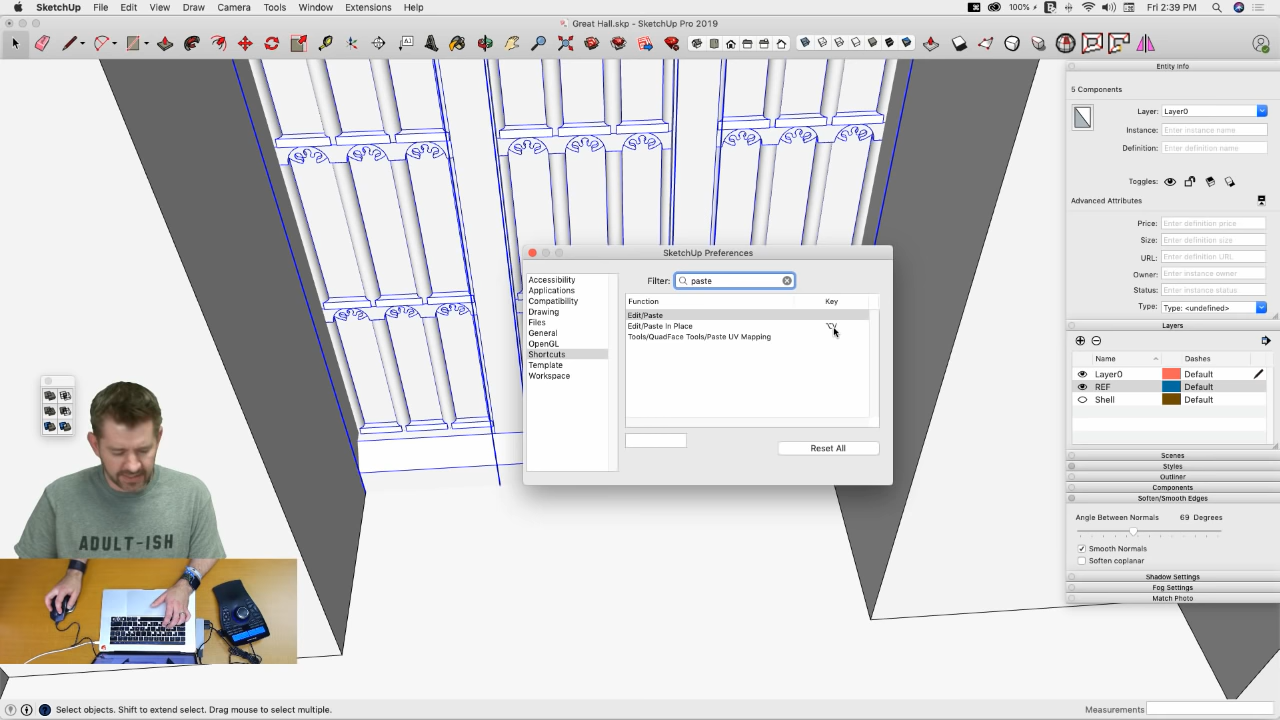 SketchUp File Edit View Draw Camera Tools Window Extensions Help 100% Fri 2:39 PM
Great Hall.skp - SketchUp Pro 2019
Entity Info
5 Components
Layer: Layer0
Instance: Enter instance name
Definition: Enter definition name
Toggles:
Advanced Attributes
Price: Enter definition price
Size: Enter definition size
URL: Enter definition URL
Owner: Enter instance owner
Status: Enter instance status
Type: Type: <undefined>
Layers
Name Dashes
Layer0 Default
REF Default
Shell Default
Scenes
Styles
Outliner
Components
Soften/Smooth Edges
Angle Between Normals 69 Degrees
Smooth Normals
Soften coplanar
Shadow Settings
Fog Settings
Match Photo
SketchUp Preferences
Accessibility
Applications
Compatibility
Drawing
Files
General
OpenGL
Shortcuts
Template
Workspace
Filter: paste
Function Key
Edit/Paste
Edit/Paste In Place ⌥V
Tools/QuadFace Tools/Paste UV Mapping
Reset All
ADULT-ISH
Select objects. Shift to extend select. Drag mouse to select multiple.
Measurements